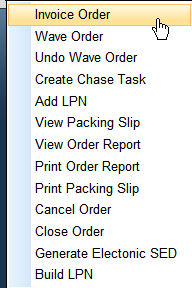 Invoice Order
Wave Order
Undo Wave Order
Create Chase Task
Add LPN
View Packing Slip
View Order Report
Print Order Report
Print Packing Slip
Cancel Order
Close Order
Generate Electonic SED
Build LPN